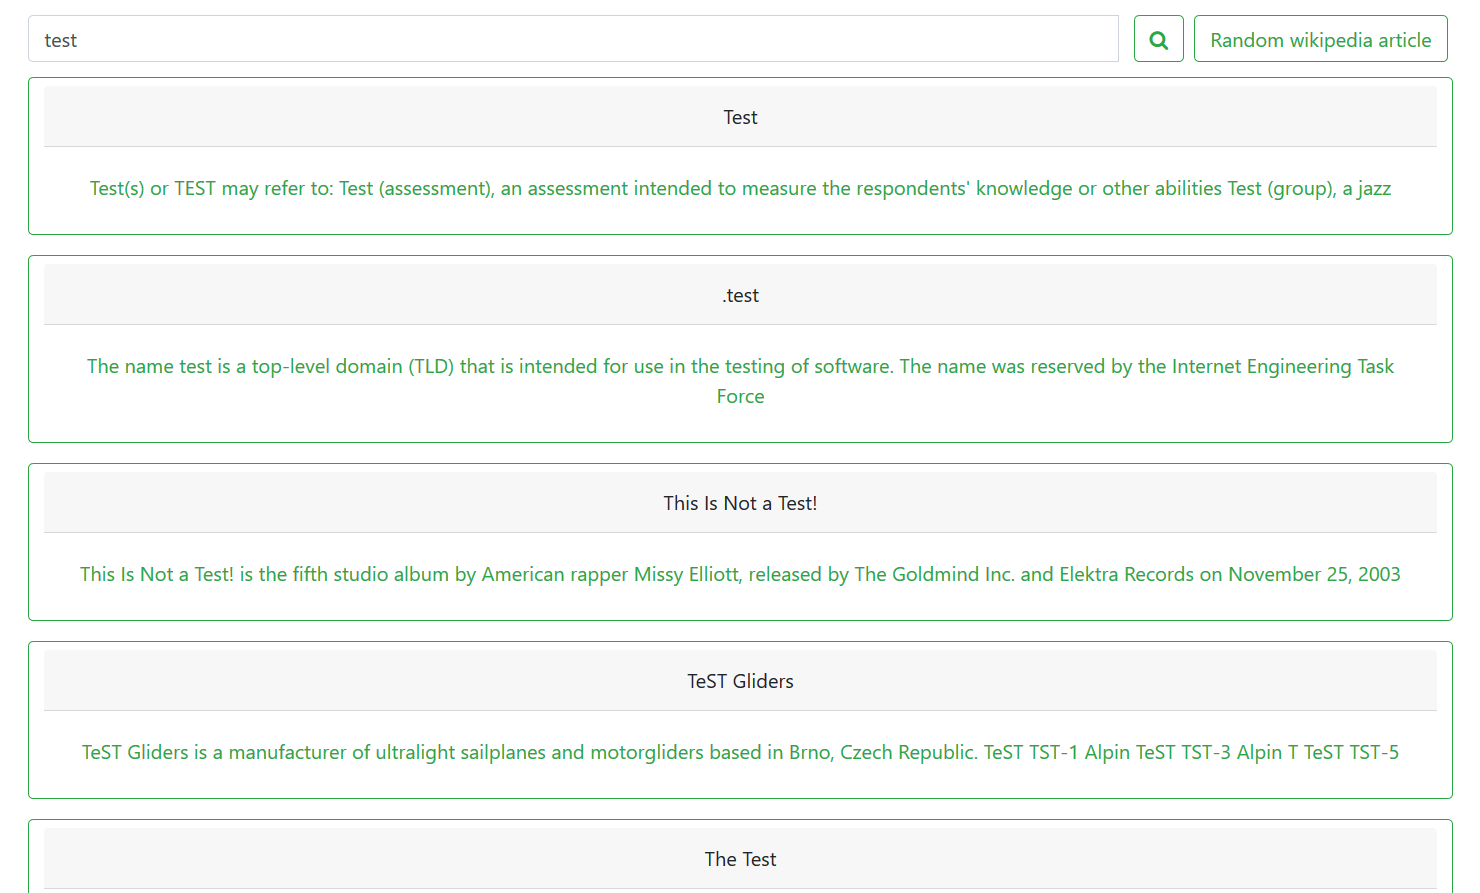 test
Random wikipedia article
Test
Test(s) or TEST may refer to: Test (assessment), an assessment intended to measure the respondents' knowledge or other abilities Test (group), a jazz
.test
The name test is a top-level domain (TLD) that is intended for use in the testing of software. The name was reserved by the Internet Engineering Task
Force
This Is Not a Test!
This Is Not a Test! is the fifth studio album by American rapper Missy Elliott, released by The Goldmind Inc. and Elektra Records on November 25, 2003
TeST Gliders
TeST Gliders is a manufacturer of ultralight sailplanes and motorgliders based in Brno, Czech Republic. TeST TST-1 Alpin TeST TST-3 Alpin T TeST TST-5
The Test